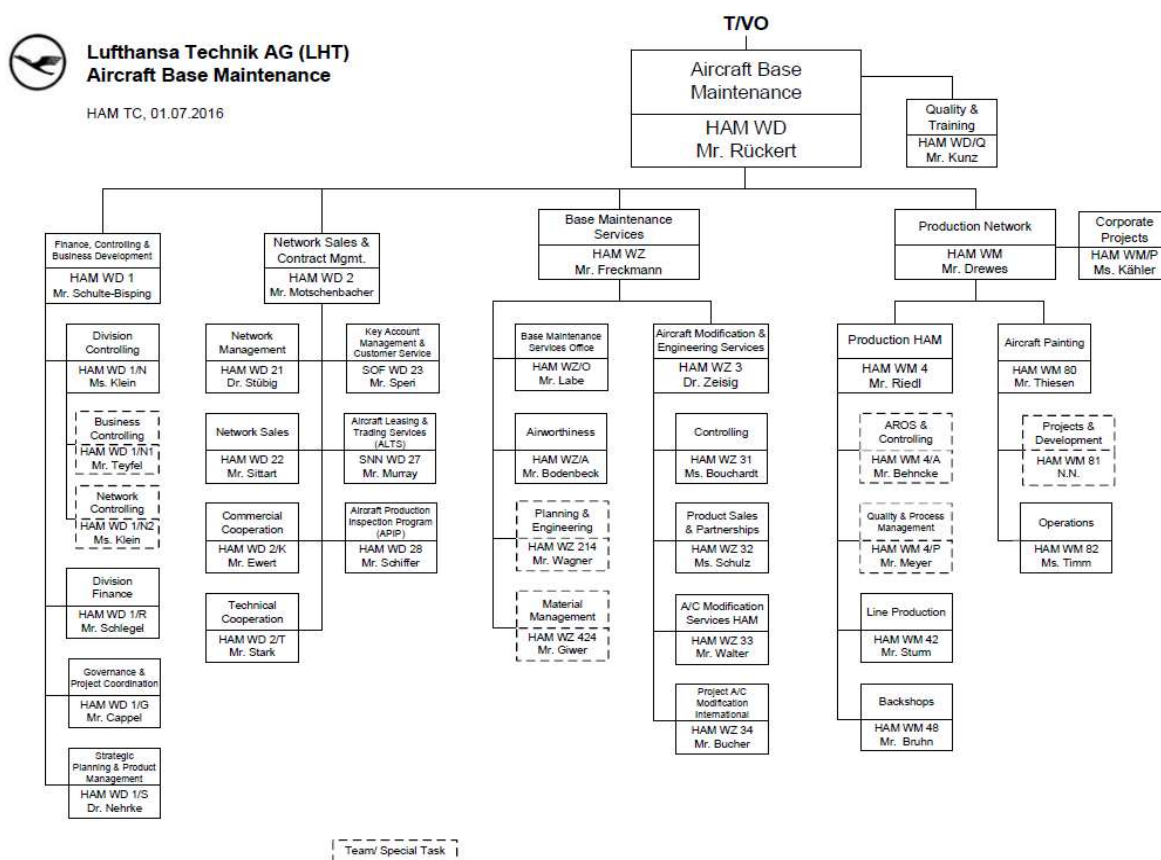 T/VO
Lufthansa Technik AG (LHT)
Aircraft Base Maintenance
HAM TC, 01.07.2016
Aircraft Base
Maintenance
HAM WD
Mr. Rückert
Quality &
Training
HAM WD/Q
Mr. Kunz
Finance, Controlling &
Business Development
HAM WD 1
Mr. Schulte-Bisping
Network Sales &
Contract Mgmt.
HAM WD 2
Mr. Motschenbacher
Base Maintenance
Services
HAM WZ
Mr. Freckmann
Production Network
HAM WM
Mr. Drewes
Corporate
Projects
HAM WM/P
Ms. Kähler
Division
Controlling
HAM WD 1/N
Ms. Klein
Business
Controlling
HAM WD 1/N1
Mr. Teyfel
Network
Controlling
HAM WD 1/N2
Ms. Klein
Division
Finance
HAM WD 1/R
Mr. Schlegel
Governance &
Project Coordination
HAM WD 1/G
Mr. Cappel
Strategic
Planning & Product
Management
HAM WD 1/S
Dr. Nehrke
Network
Management
HAM WD 21
Dr. Stübig
Network Sales
HAM WD 22
Mr. Sittart
Commercial
Cooperation
HAM WD 2/K
Mr. Ewert
Technical
Cooperation
HAM WD 2/T
Mr. Stark
Key Account
Management &
Customer Service
SOF WD 23
Mr. Speri
Aircraft Leasing &
Trading Services
(ALTS)
SNN WD 27
Mr. Murray
Aircraft Production
Inspection Program
(APIP)
HAM WD 28
Mr. Schiffer
Base Maintenance
Services Office
HAM WZ/O
Mr. Labe
Airworthiness
HAM WZ/A
Mr. Bodenbeck
Planning &
Engineering
HAM WZ 214
Mr. Wagner
Material
Management
HAM WZ 424
Mr. Giwer
Aircraft Modification &
Engineering Services
HAM WZ 3
Dr. Zeisig
Controlling
HAM WZ 31
Ms. Bouchardt
Product Sales
& Partnerships
HAM WZ 32
Ms. Schulz
A/C Modification
Services HAM
HAM WZ 33
Mr. Walter
Project A/C
Modification
International
HAM WZ 34
Mr. Bucher
Production HAM
HAM WM 4
Mr. Riedl
AROS &
Controlling
HAM WM 4/A
Mr. Behncke
Quality & Process
Management
HAM WM 4/P
Mr. Meyer
Line Production
HAM WM 42
Mr. Sturm
Backshops
HAM WM 48
Mr. Bruhn
Aircraft Painting
HAM WM 80
Mr. Thiesen
Projects &
Development
HAM WM 81
N.N.
Operations
HAM WM 82
Ms. Timm
Team/ Special Task